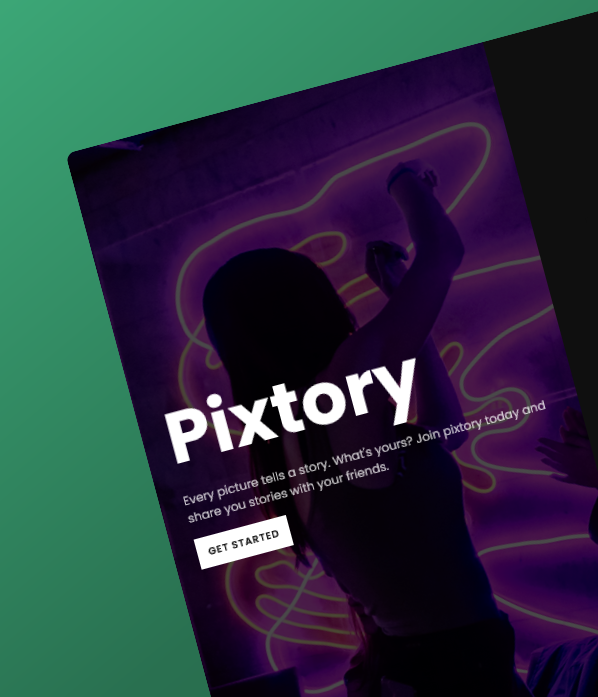 Pixtory
Every picture tells a story. What's yours? Join pixtory today and
share you stories with your friends.
GET STARTED